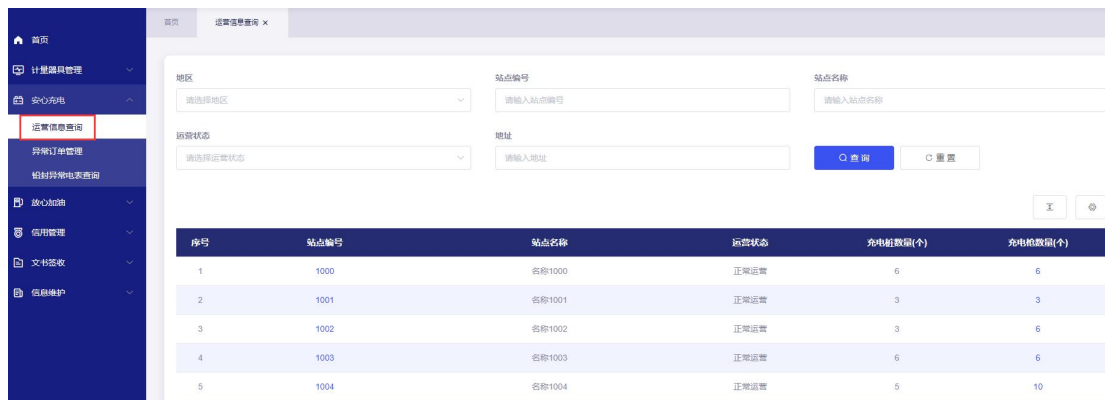 首页
计量器具管理
安心充电
运营信息查询
异常订单管理
铅封异常电表查询
放心加油
信用管理
文书签收
信息维护
首页 运营信息查询 ×
地区 站点编号 站点名称
请选择地区 请输入站点编号 请输入站点名称
运营状态 地址
请选择运营状态 请输入地址 查询 重置
序号 站点编号 站点名称 运营状态 充电桩数量(个) 充电枪数量(个)
1 1000 名称1000 正常运营 6 6
2 1001 名称1001 正常运营 3 3
3 1002 名称1002 正常运营 3 6
4 1003 名称1003 正常运营 6 6
5 1004 名称1004 正常运营 5 10